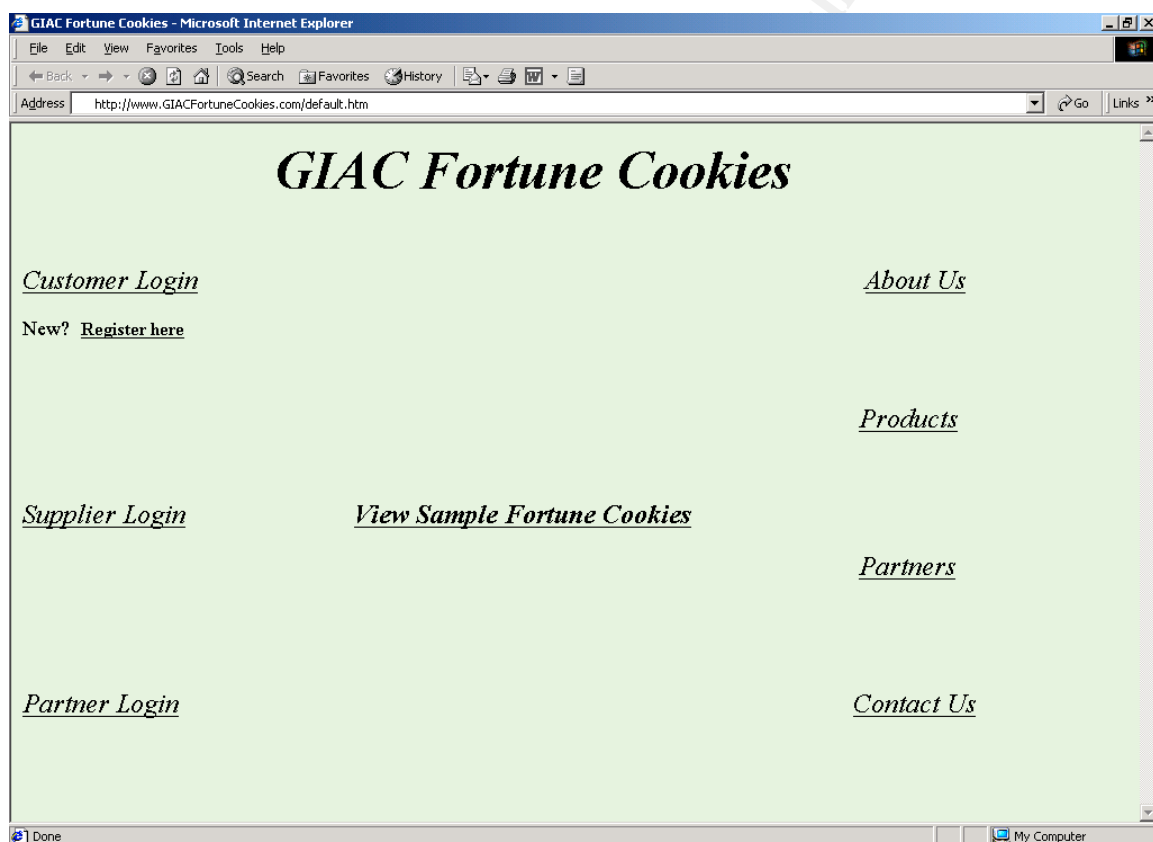 GIAC Fortune Cookies - Microsoft Internet Explorer
File Edit View Favorites Tools Help
Back Search Favorites History
Address http://www.GIACFortuneCookies.com/default.htm Go Links »
GIAC Fortune Cookies
Customer Login About Us
New? Register here
Products
Supplier Login View Sample Fortune Cookies
Partners
Partner Login Contact Us
Done My Computer